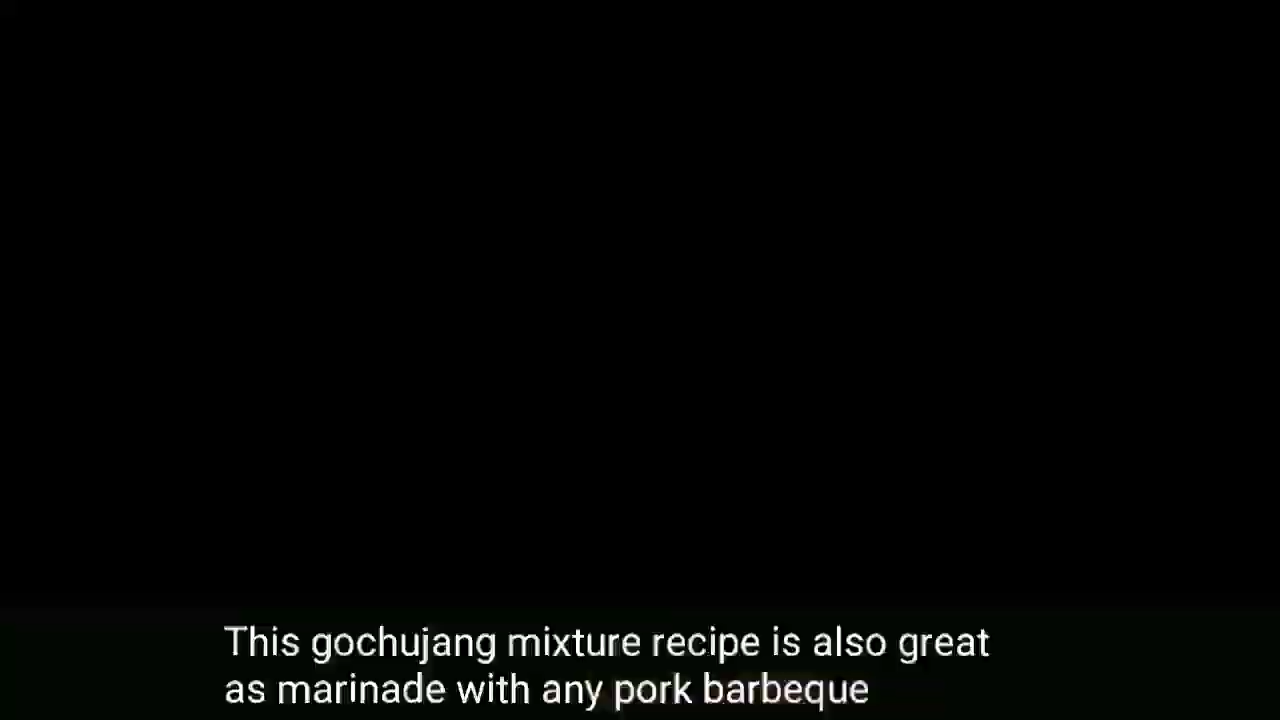 This gochujang mixture recipe is also great
as marinade with any pork barbeque